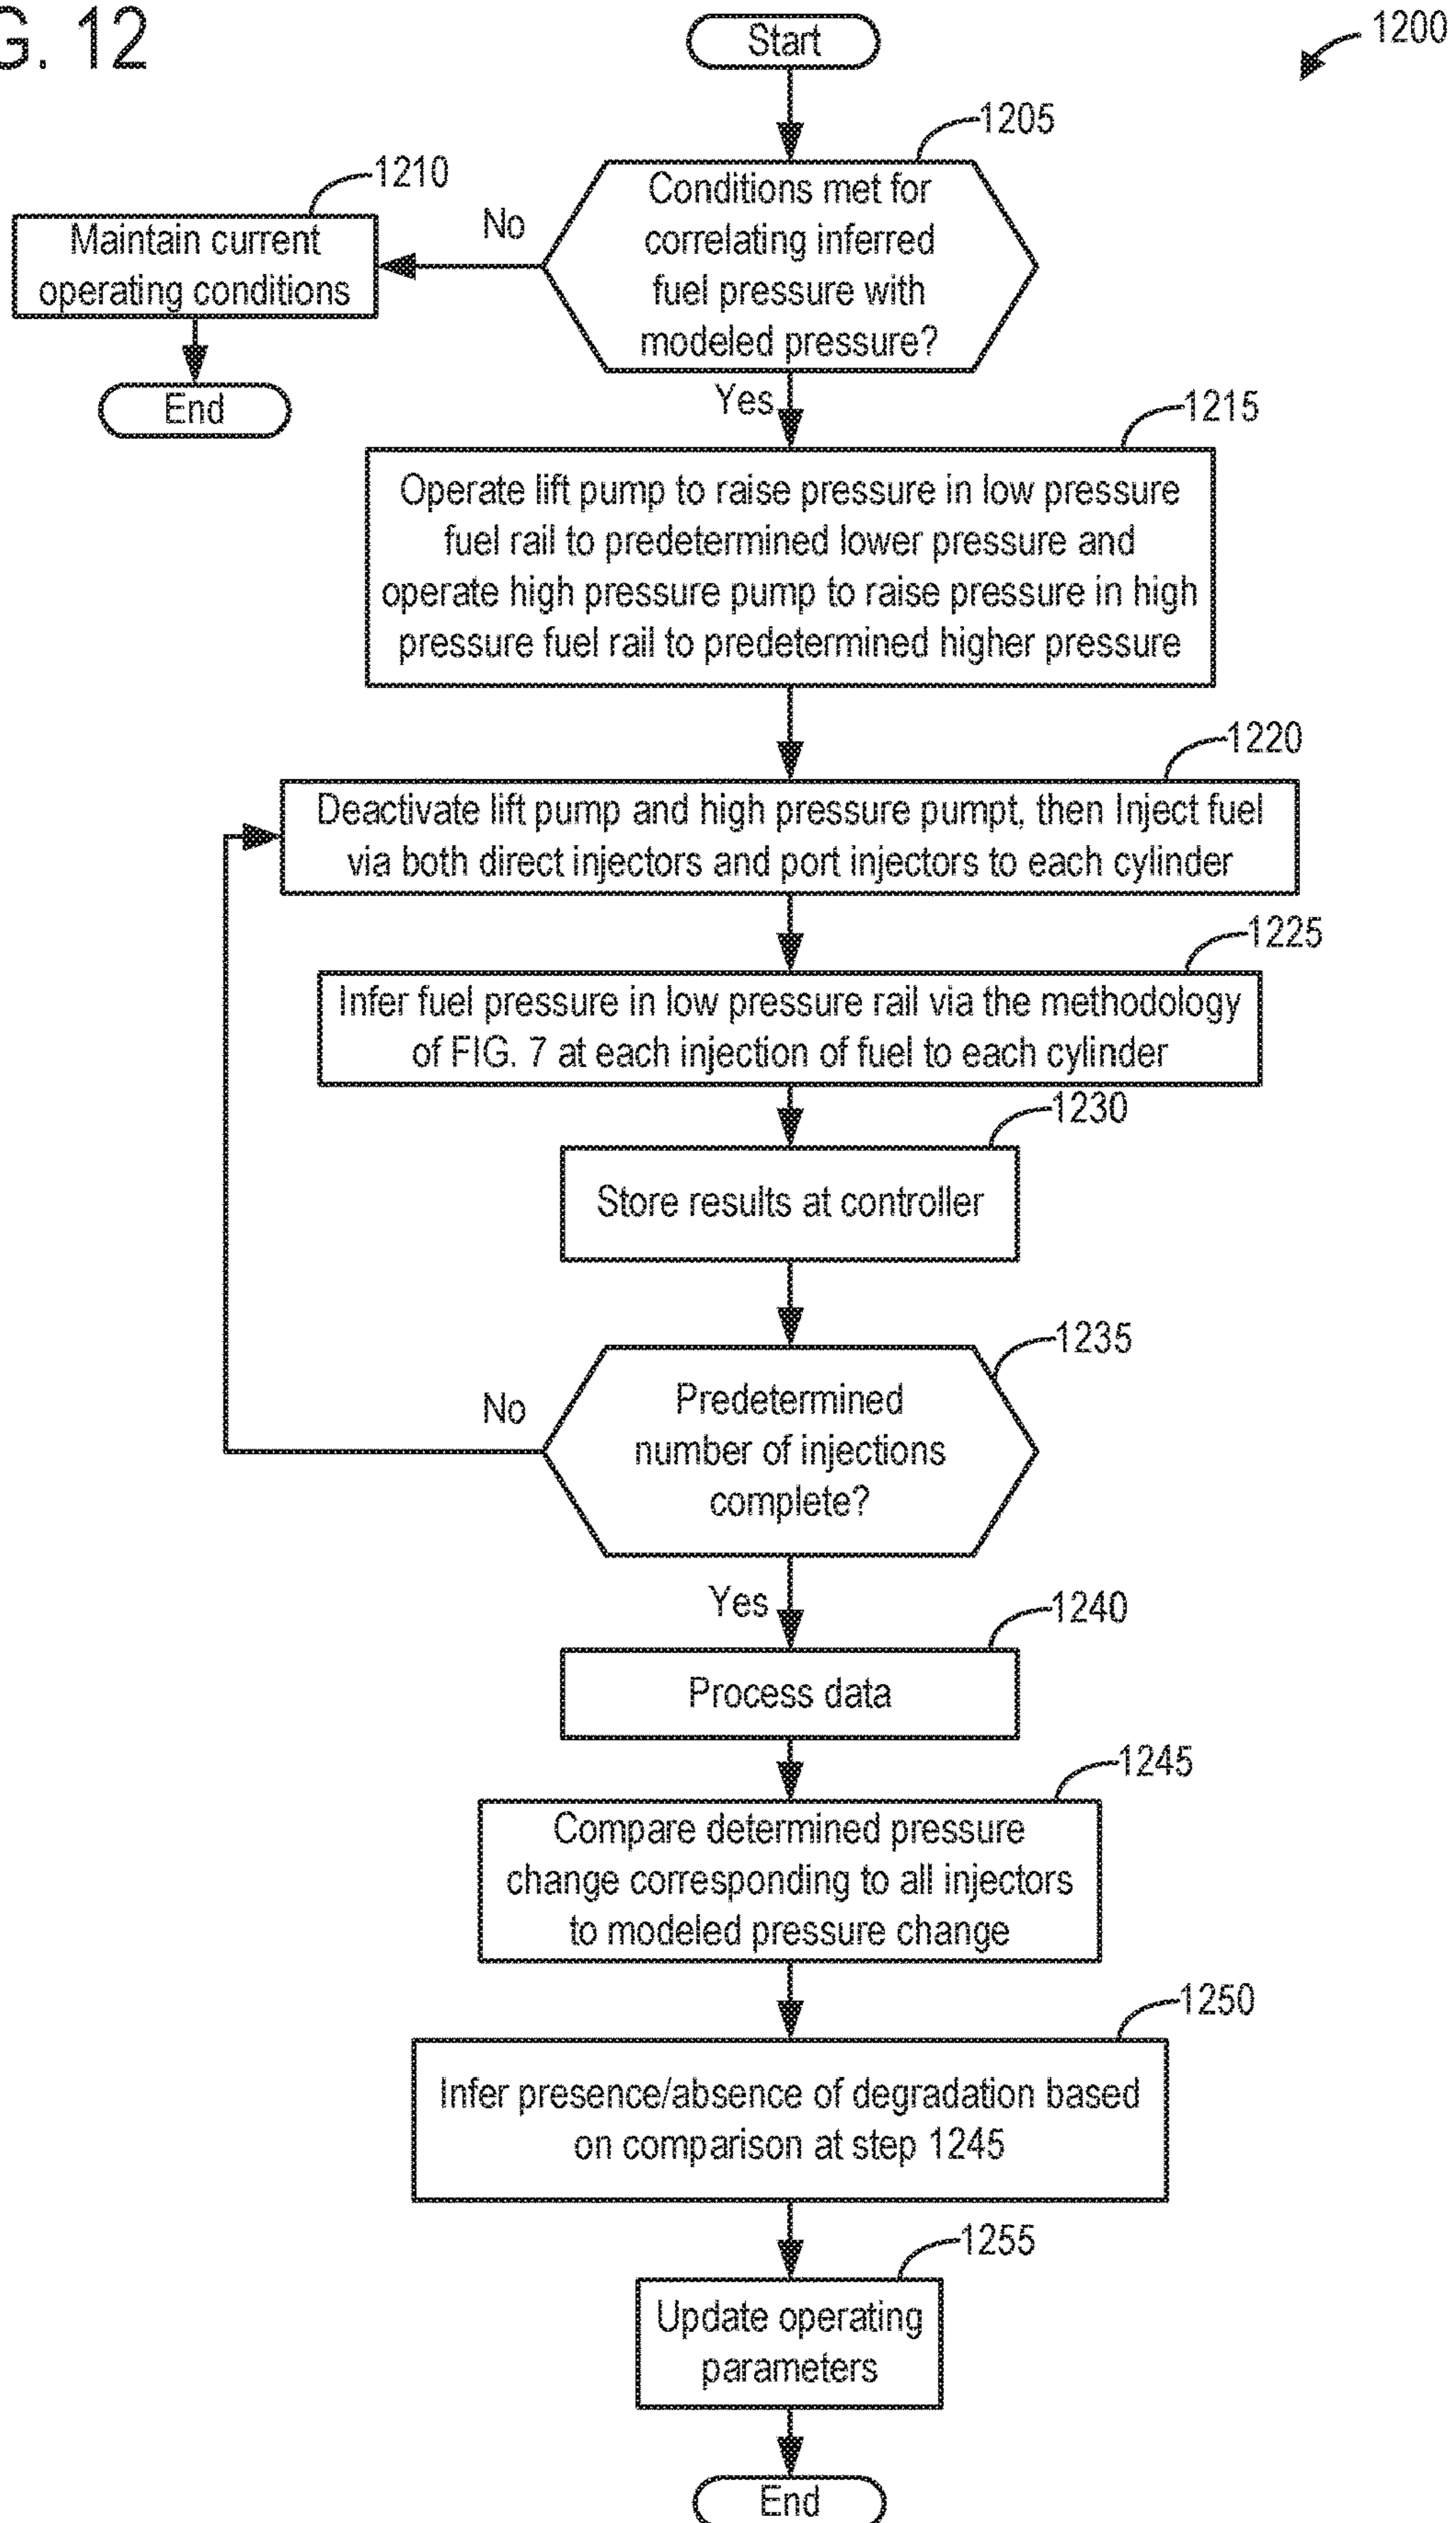 G. 12
Start
1200
1205
Conditions met for
correlating inferred
fuel pressure with
modeled pressure?
No
1210
Maintain current
operating conditions
End
Yes
1215
Operate lift pump to raise pressure in low pressure
fuel rail to predetermined lower pressure and
operate high pressure pump to raise pressure in high
pressure fuel rail to predetermined higher pressure
1220
Deactivate lift pump and high pressure pumpt, then Inject fuel
via both direct injectors and port injectors to each cylinder
1225
Infer fuel pressure in low pressure rail via the methodology
of FIG. 7 at each injection of fuel to each cylinder
1230
Store results at controller
1235
Predetermined
number of injections
complete?
No
Yes
1240
Process data
1245
Compare determined pressure
change corresponding to all injectors
to modeled pressure change
1250
Infer presence/absence of degradation based
on comparison at step 1245
1255
Update operating
parameters
End